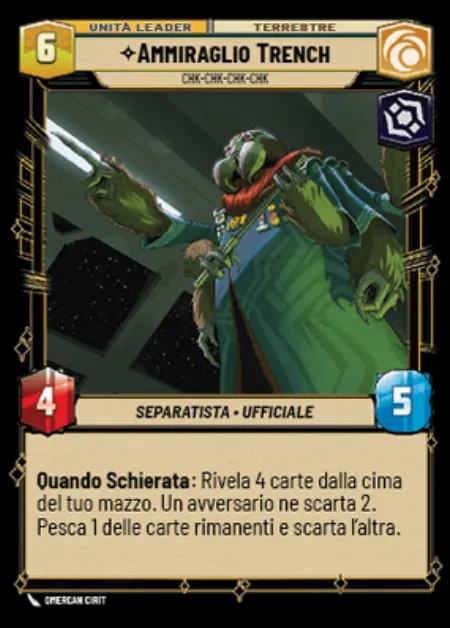 6
UNITÀ LEADER
TERRESTRE
AMMIRAGLIO TRENCH
CHK-CHK-CHK-CHK
4
SEPARATISTA • UFFICIALE
5
Quando Schierata: Rivela 4 carte dalla cima
del tuo mazzo. Un avversario ne scarta 2.
Pesca 1 delle carte rimanenti e scarta l'altra.
OMERCAN CIRIT